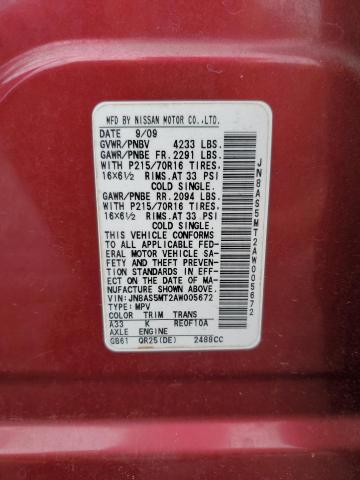 MFD BY NISSAN MOTOR CO.,LTD.
DATE 9/09
GVWR/PNBV 4233 LBS.
GAWR/PNBE FR.2291 LBS.
WITH P215/70R16 TIRES.
16X6½ RIMS.AT 33 PSI
COLD SINGLE.
GAWR/PNBE RR.2094 LBS.
WITH P215/70R16 TIRES.
16X6½ RIMS.AT 33 PSI
COLD SINGLE.
THIS VEHICLE CONFORMS
TO ALL APPLICABLE FED-
ERAL MOTOR VEHICLE SA-
FETY AND THEFT PREV-
ENTION STANDARDS IN EFF-
ECT ON THE DATE OF MA-
NUFACTURE SHOWN ABOVE.
VIN:JN8AS5MT2AW005672
TYPE:MPV
COLOR TRIM TRANS
A33 K RE0F10A
AXLE ENGINE
GB61 QR25(DE) 2488CC
JN8AS5MT2AW005672